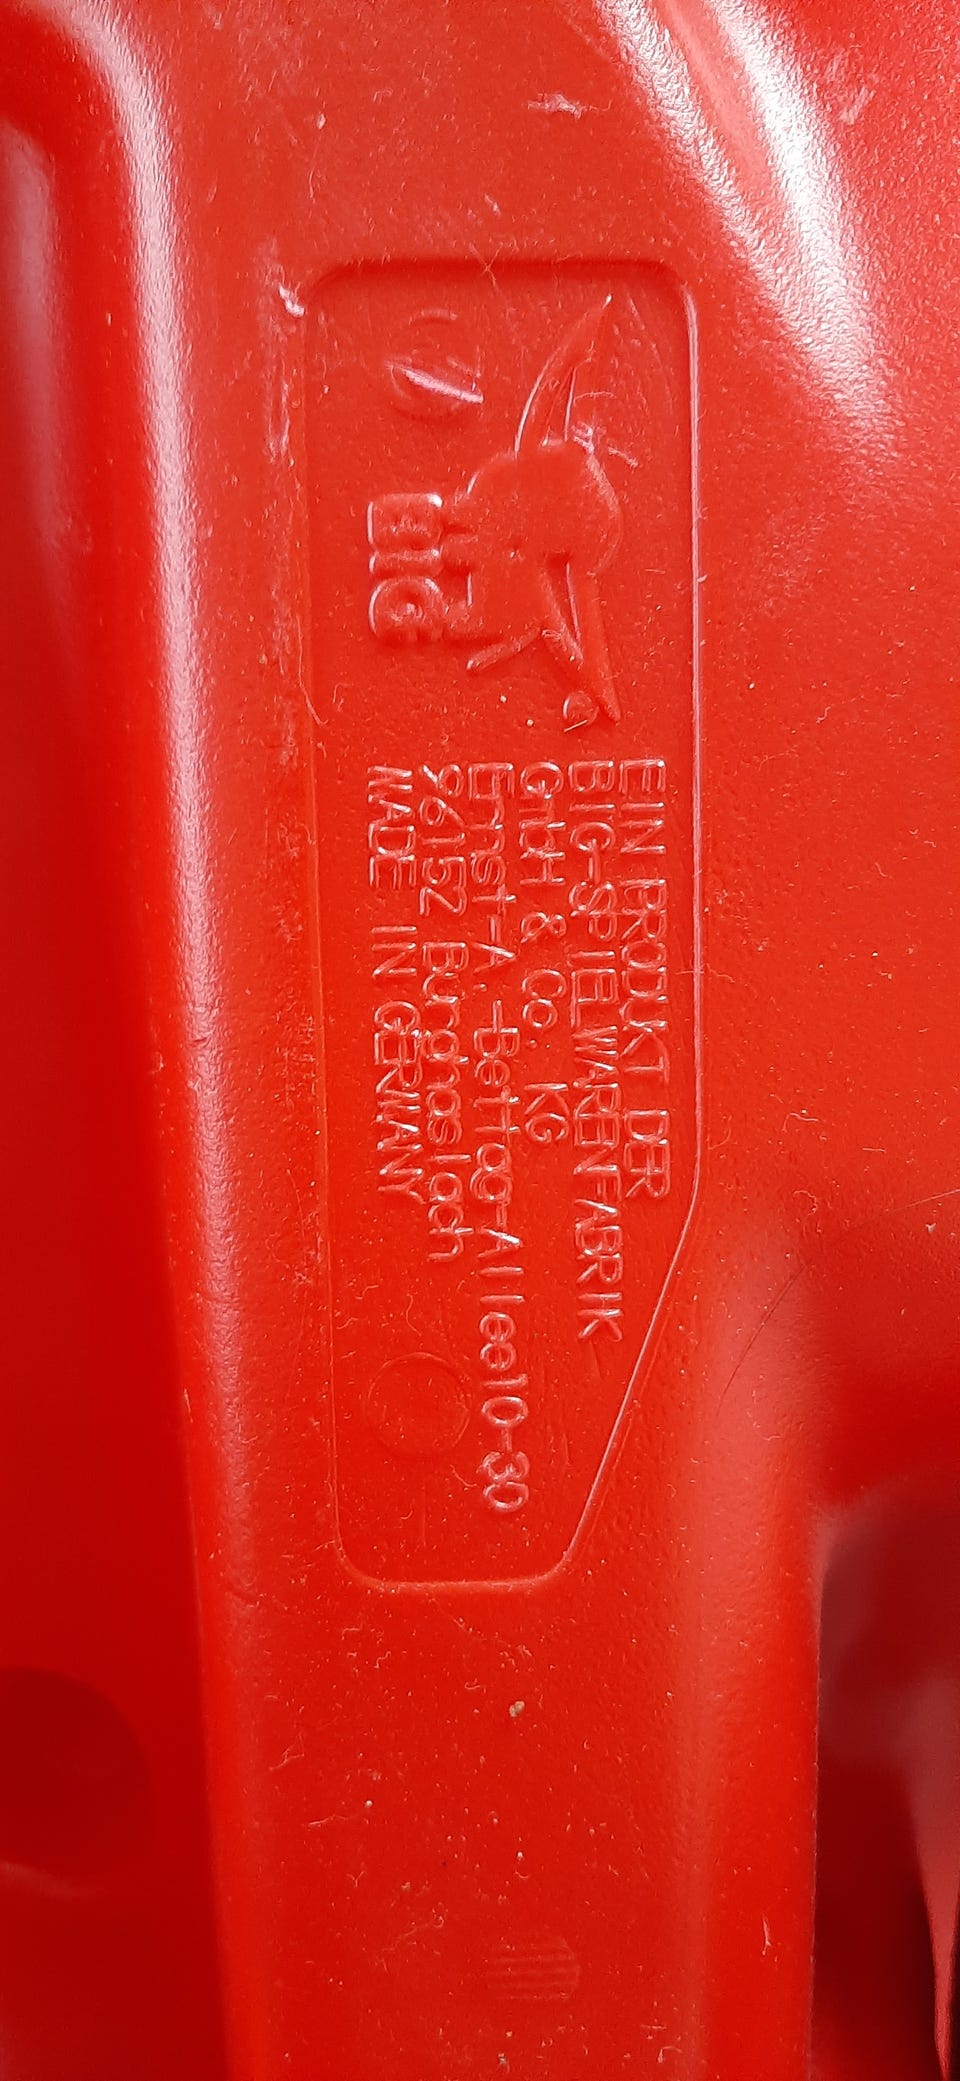 BIG
EIN PRODUKT DER
BIG-SPIELWARENFABRIK
GmbH & Co. KG
Ernst-A.-Bettag-Allee10-30
96152 Burghaslach
MADE IN GERMANY